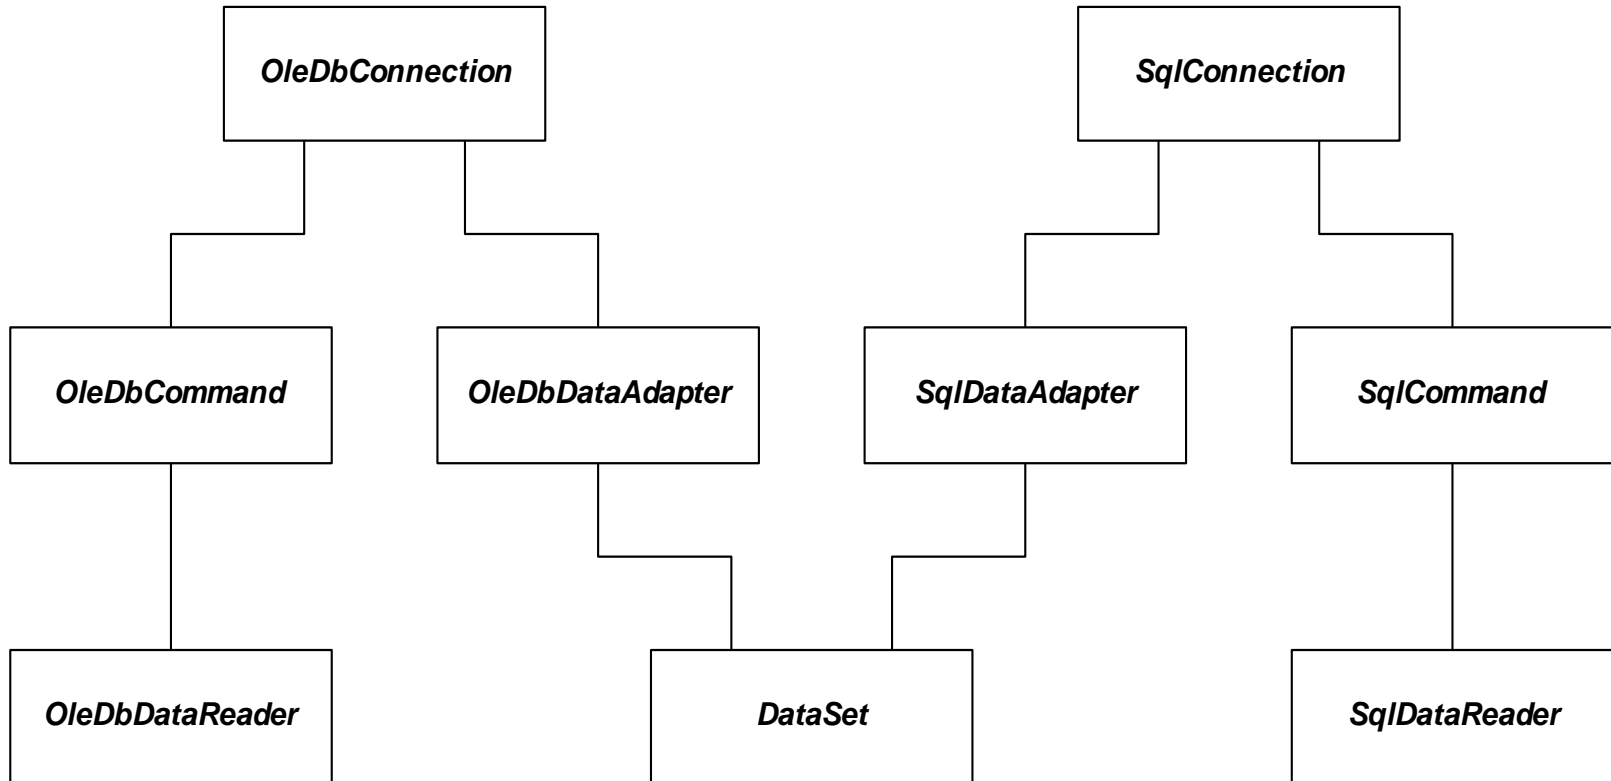 OleDbConnection
SqlConnection
OleDbCommand
OleDbDataAdapter
SqlDataAdapter
SqlCommand
OleDbDataReader
DataSet
SqlDataReader